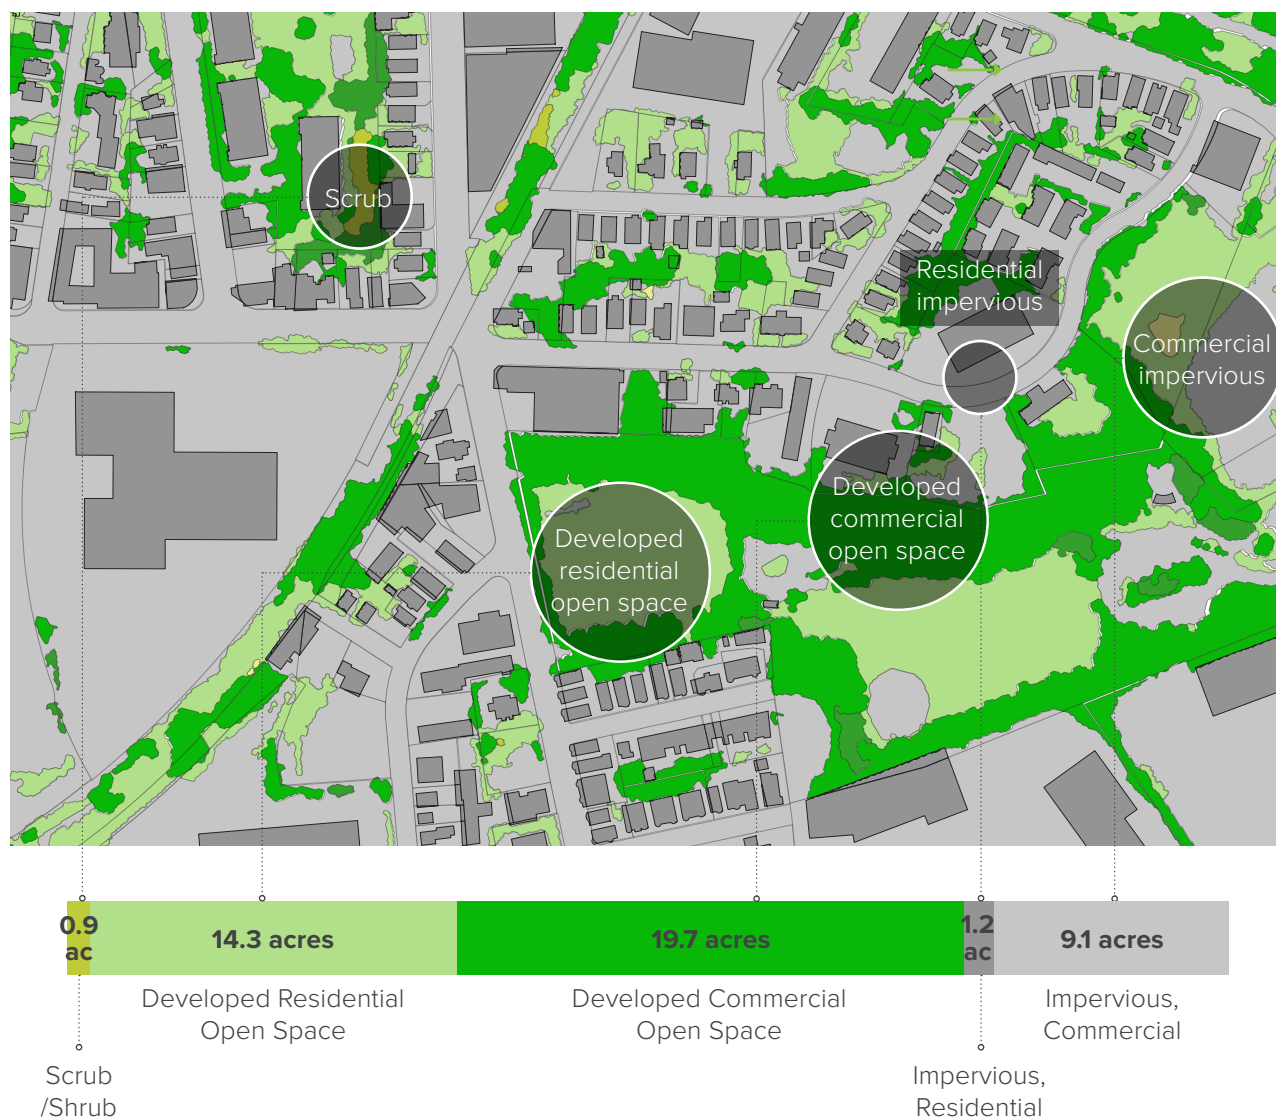 Scrub
Residential
impervious
Commercial
impervious
Developed
commercial
open space
Developed
residential
open space
0.9
ac
14.3 acres
19.7 acres
1.2
ac
9.1 acres
Developed Residential
Open Space
Developed Commercial
Open Space
Impervious,
Commercial
Scrub
/Shrub
Impervious,
Residential